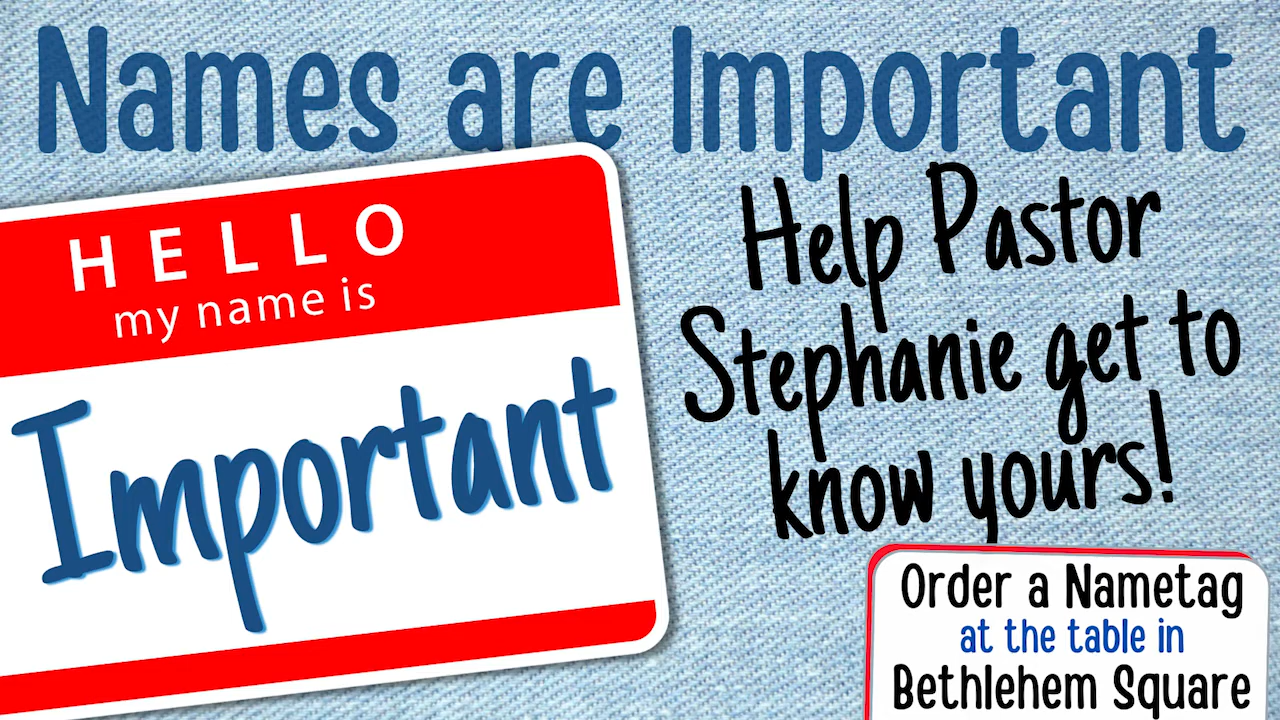 Names are Important
HELLO
my name is
Important
Help Pastor
Stephanie get to
know yours!
Order a Nametag
at the table in
Bethlehem Square